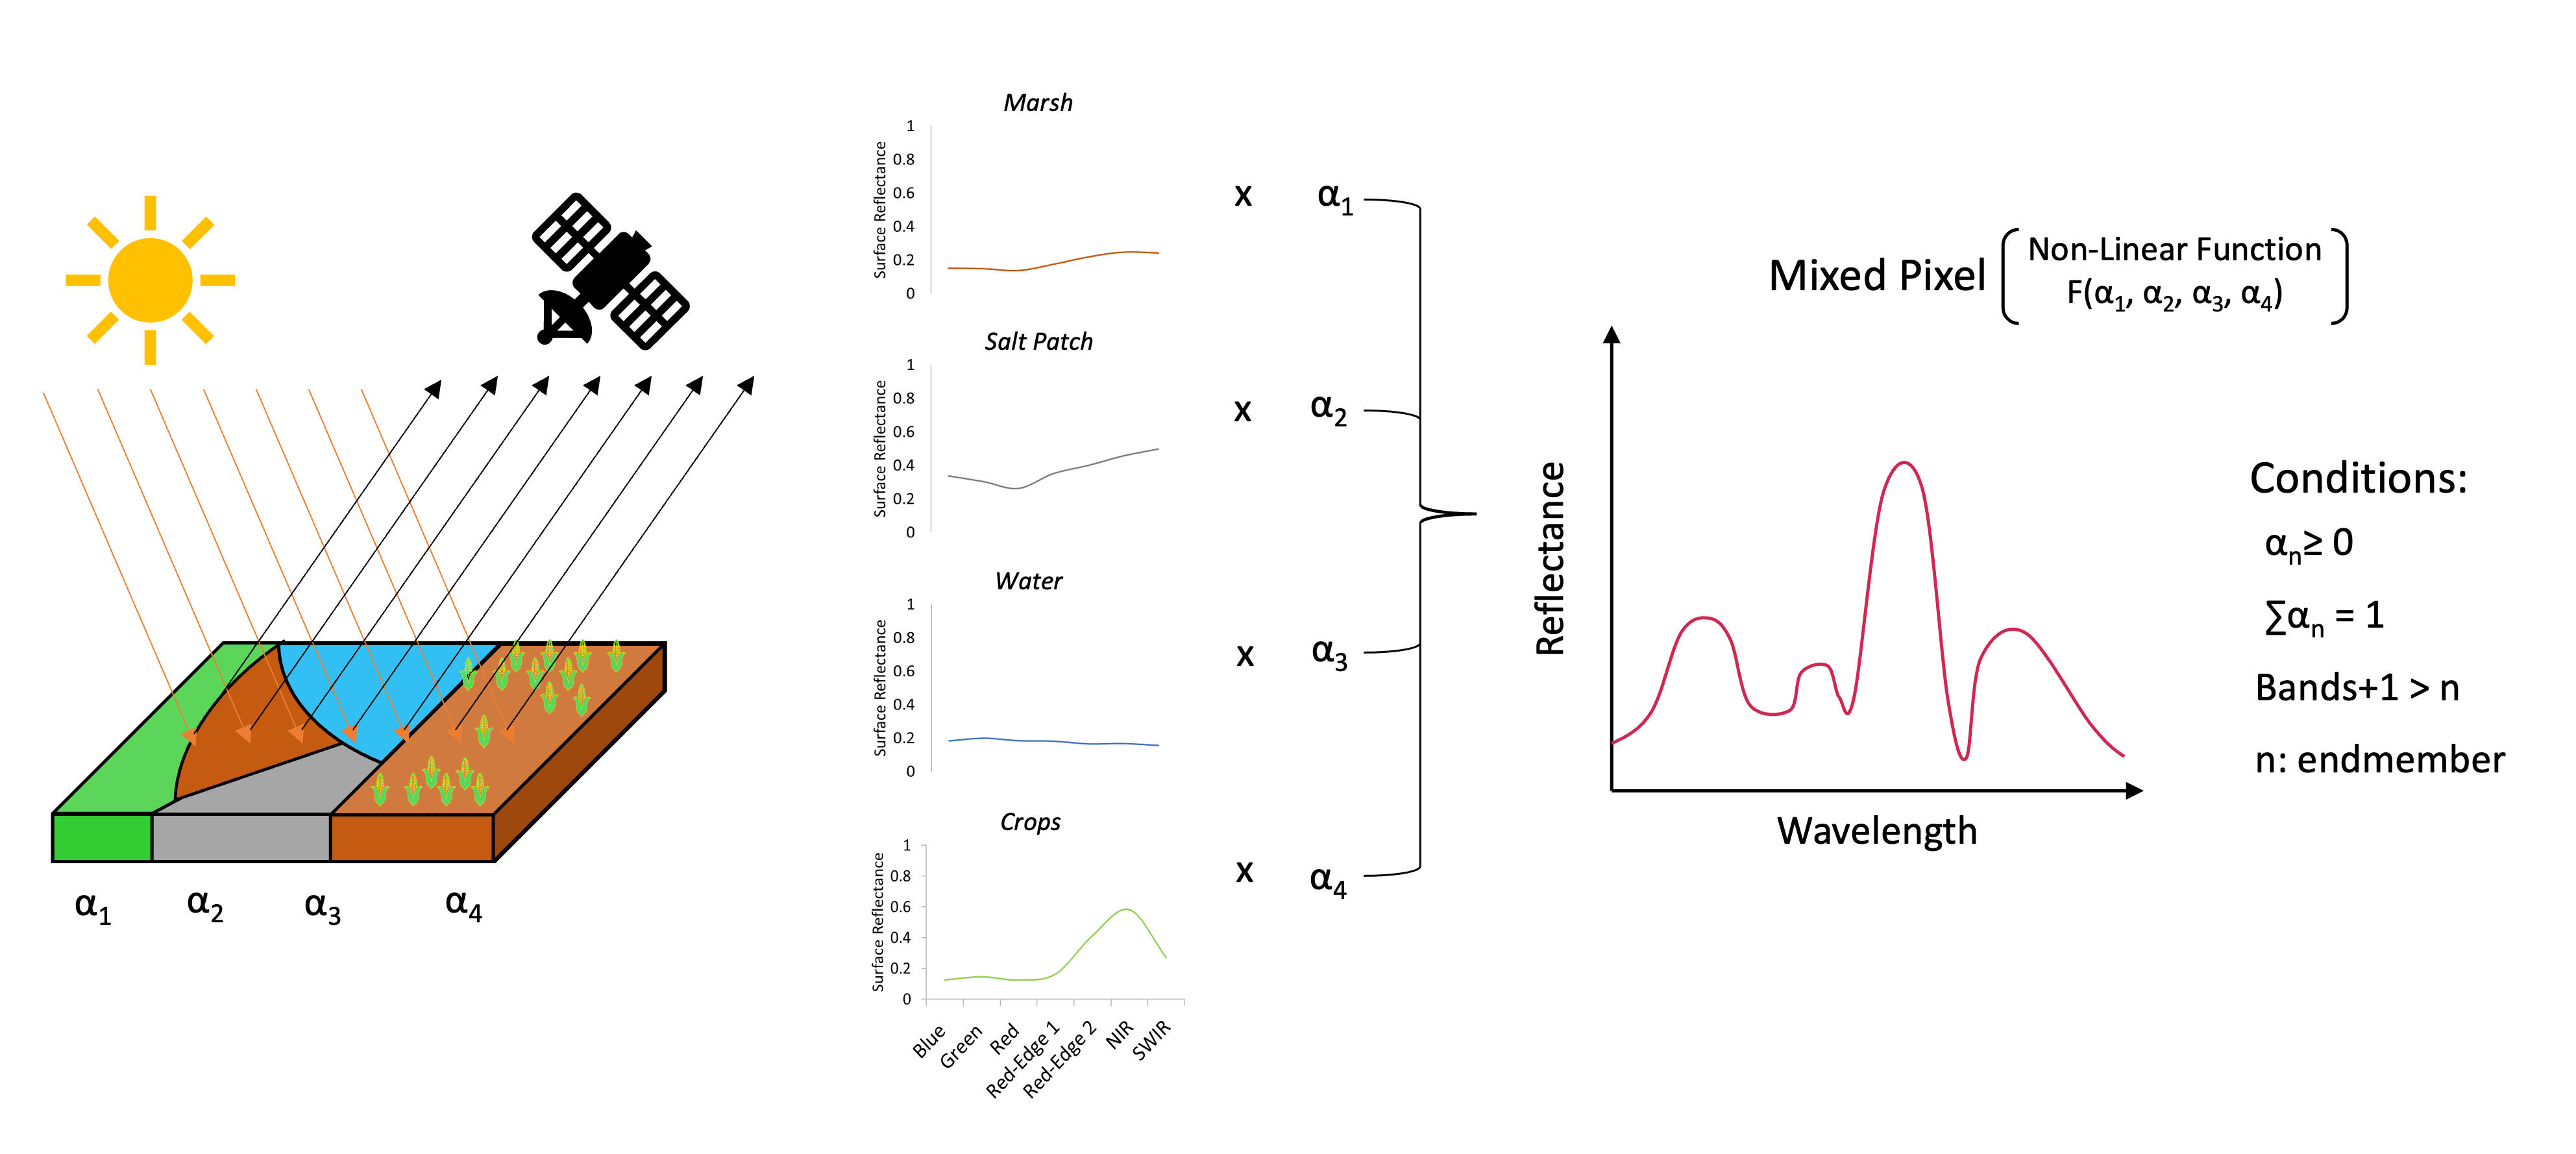 α1
α2
α3
α4
Marsh
Surface Reflectance
1
0.8
0.6
0.4
0.2
0
x α1
Salt Patch
Surface Reflectance
1
0.8
0.6
0.4
0.2
0
x α2
Water
Surface Reflectance
1
0.8
0.6
0.4
0.2
0
x α3
Crops
Surface Reflectance
1
0.8
0.6
0.4
0.2
0
Blue
Green
Red
Red-Edge 1
Red-Edge 2
NIR
SWIR
x α4
Mixed Pixel
Non-Linear Function
F(α1, α2, α3, α4)
Reflectance
Wavelength
Conditions:
αn≥ 0
∑αn = 1
Bands+1 > n
n: endmember